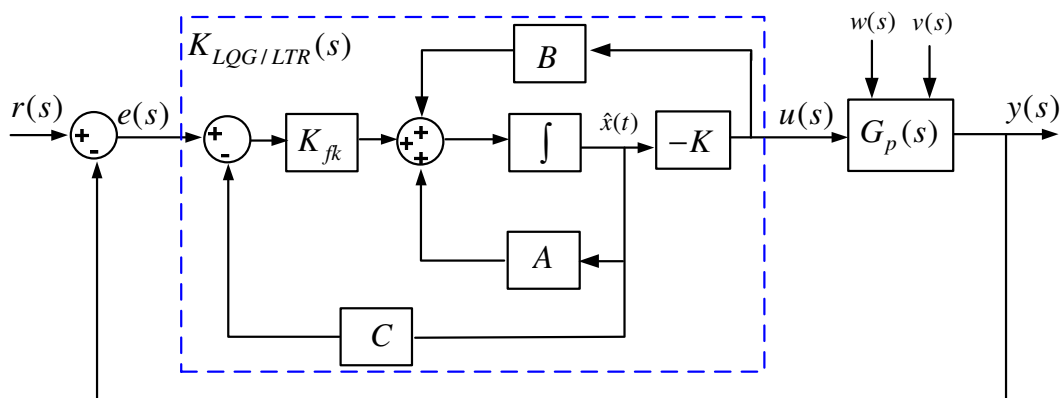 w(s) v(s)
K_{LQG/LTR}(s)
B
r(s) e(s) x̂(t) u(s) y(s)
+ - + - K_{fk} + + + ∫ -K G_p(s)
A
C